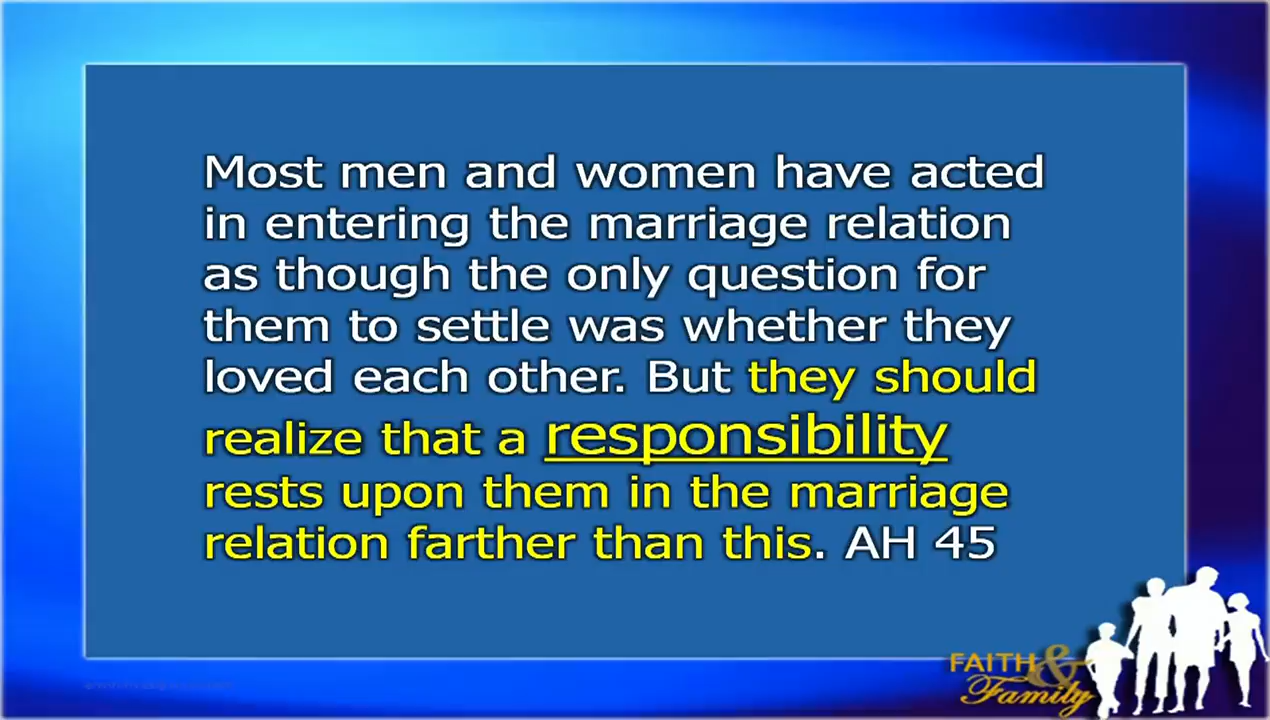 Most men and women have acted
in entering the marriage relation
as though the only question for
them to settle was whether they
loved each other. But they should
realize that a responsibility
rests upon them in the marriage
relation farther than this. AH 45
FAITH &
Family